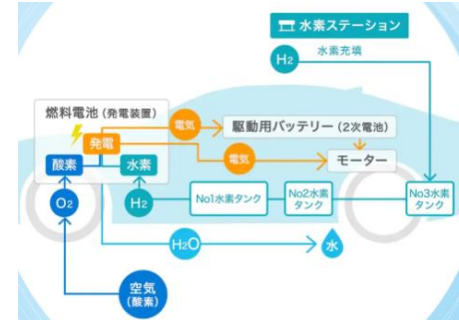 水素ステーション
H2
水素充填
燃料電池（発電装置）
発電
酸素
水素
電気
駆動用バッテリー（2次電池）
電気
モーター
O2
H2
No1水素タンク
No2水素
タンク
No3水素
タンク
H2O
水
空気
（酸素）